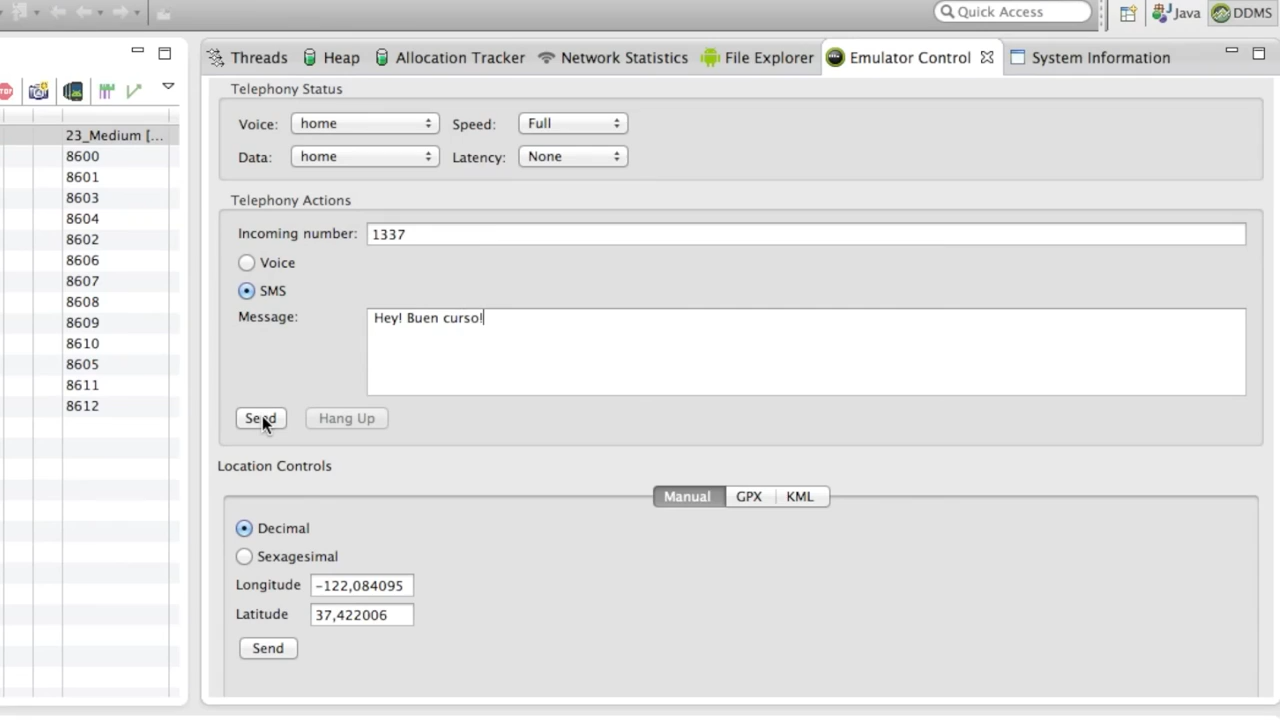 Quick Access
Java
DDMS
Threads
Heap
Allocation Tracker
Network Statistics
File Explorer
Emulator Control
System Information
23_Medium [...
8600
8601
8603
8604
8602
8606
8607
8608
8609
8610
8605
8611
8612
Telephony Status
Voice: home Speed: Full
Data: home Latency: None
Telephony Actions
Incoming number: 1337
Voice
SMS
Message: Hey! Buen curso!
Send Hang Up
Location Controls
Manual GPX KML
Decimal
Sexagesimal
Longitude -122,084095
Latitude 37,422006
Send